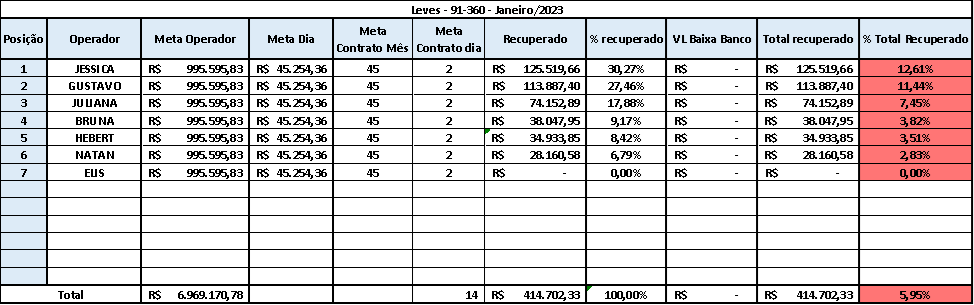 Leves - 91-360 - Janeiro/2023
Posição Operador Meta Operador Meta Dia Meta Contrato Mês Meta Contrato dia Recuperado % recuperado VL Baixa Banco Total recuperado % Total Recuperado
1 JESSICA R$ 995.595,83 R$ 45.254,36 45 2 R$ 125.519,66 30,27% R$ - R$ 125.519,66 12,61%
2 GUSTAVO R$ 995.595,83 R$ 45.254,36 45 2 R$ 113.887,40 27,46% R$ - R$ 113.887,40 11,44%
3 JULIANA R$ 995.595,83 R$ 45.254,36 45 2 R$ 74.152,89 17,88% R$ - R$ 74.152,89 7,45%
4 BRUNA R$ 995.595,83 R$ 45.254,36 45 2 R$ 38.047,95 9,17% R$ - R$ 38.047,95 3,82%
5 HEBERT R$ 995.595,83 R$ 45.254,36 45 2 R$ 34.933,85 8,42% R$ - R$ 34.933,85 3,51%
6 NATAN R$ 995.595,83 R$ 45.254,36 45 2 R$ 28.160,58 6,79% R$ - R$ 28.160,58 2,83%
7 ELIS R$ 995.595,83 R$ 45.254,36 45 2 R$ - 0,00% R$ - R$ - 0,00%
Total R$ 6.969.170,78 14 R$ 414.702,33 100,00% R$ - R$ 414.702,33 5,95%